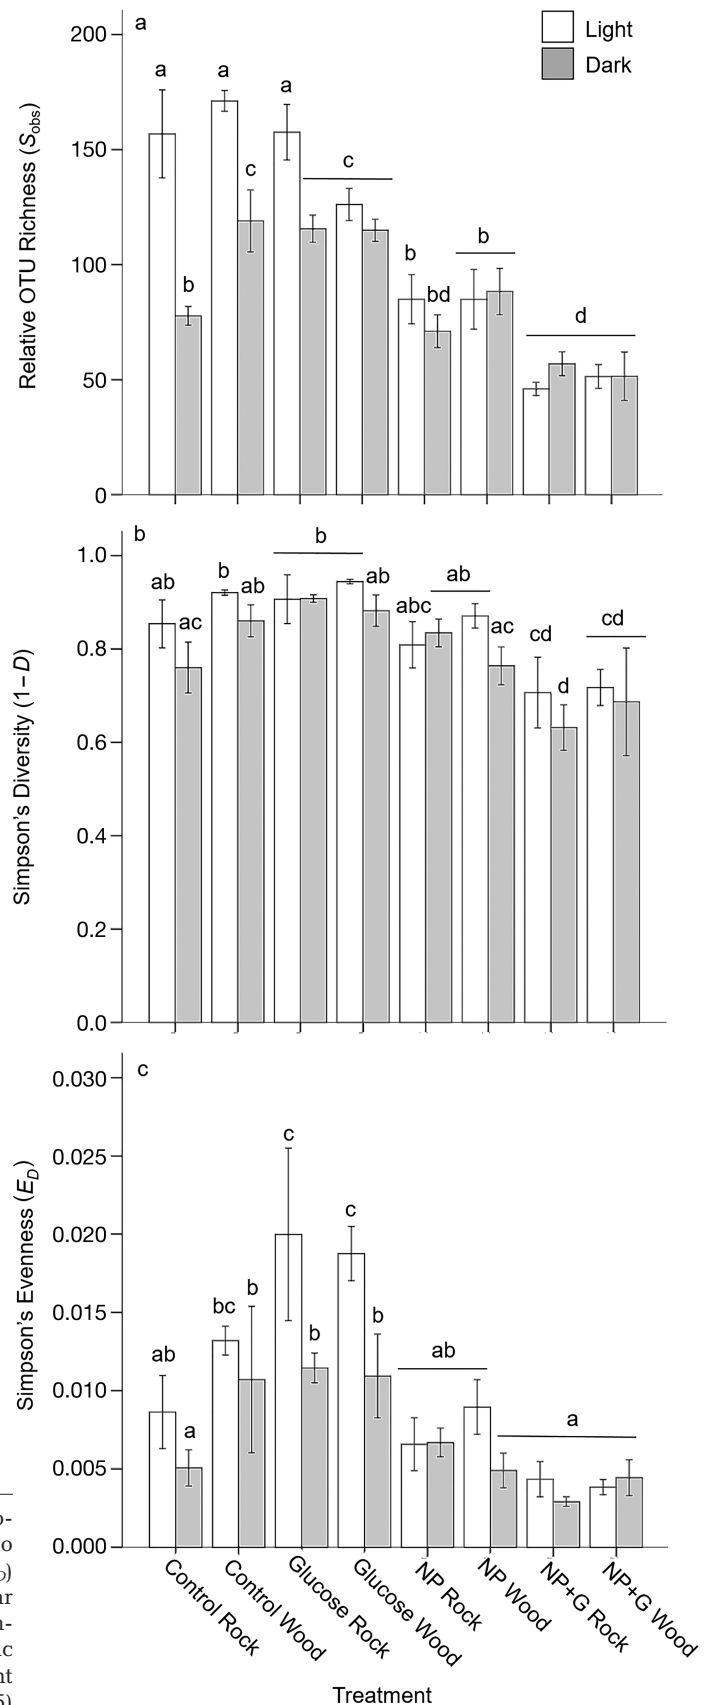 a
Light
Dark
200
150
100
50
0
Relative OTU Richness (Sobs)
a
a
a
c
c
b
b
bd
b
d
b
1.0
0.8
0.6
0.4
0.2
0.0
Simpson's Diversity (1–D)
ab
ac
b
ab
b
ab
abc
ab
ac
cd
d
cd
c
0.030
0.025
0.020
0.015
0.010
0.005
0.000
Simpson's Evenness (ED)
ab
a
bc
b
c
b
c
b
ab
a
Control Rock
Control Wood
Glucose Rock
Glucose Wood
NP Rock
NP Wood
NP+G Rock
NP+G Wood
Treatment